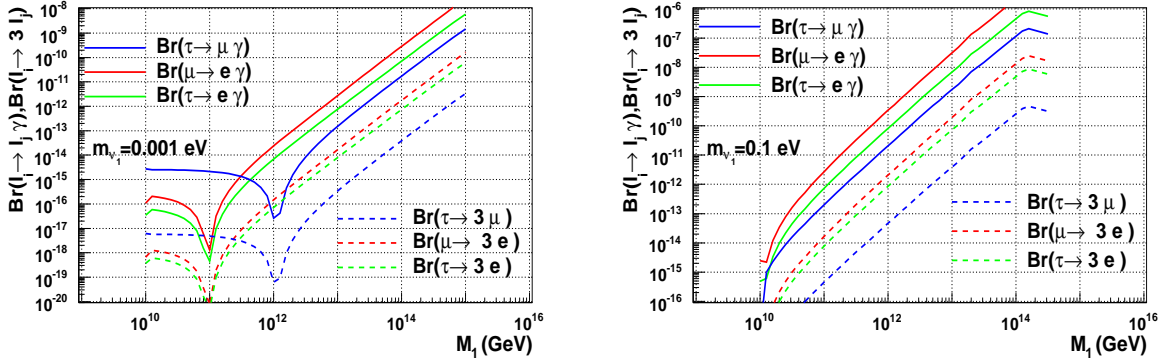 Br(l_i → l_j γ),Br(l_i → 3 l_j)
10^-8
10^-9
10^-10
10^-11
10^-12
10^-13
10^-14
10^-15
10^-16
10^-17
10^-18
10^-19
10^-20
Br(τ→ μ γ)
Br(μ→ e γ)
Br(τ→ e γ)
m_ν1=0.001 eV
Br(τ→ 3 μ )
Br(μ→ 3 e )
Br(τ→ 3 e )
10^10 10^12 10^14 10^16
M_1 (GeV)
Br(l_i → l_j γ),Br(l_i → 3 l_j)
10^-6
10^-7
10^-8
10^-9
10^-10
10^-11
10^-12
10^-13
10^-14
10^-15
10^-16
Br(τ→ μ γ)
Br(μ→ e γ)
Br(τ→ e γ)
m_ν1=0.1 eV
Br(τ→ 3 μ )
Br(μ→ 3 e )
Br(τ→ 3 e )
10^10 10^12 10^14 10^16
M_1 (GeV)